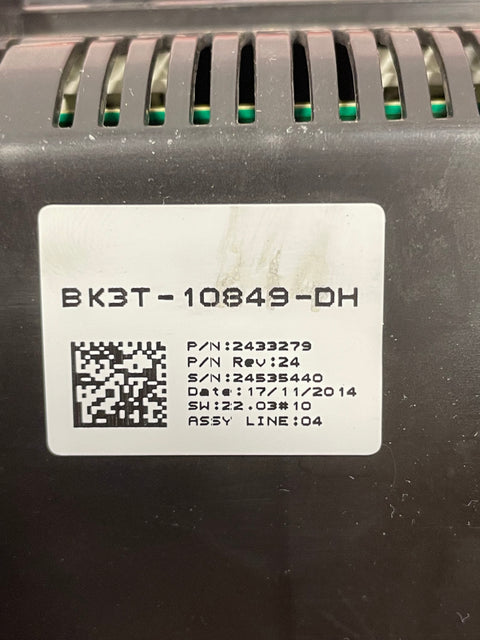 BK3T-10849-DH
P/N:2433279
P/N Rev:24
S/N:24535440
Date:17/11/2014
SW:22.03#10
ASSY LINE:04